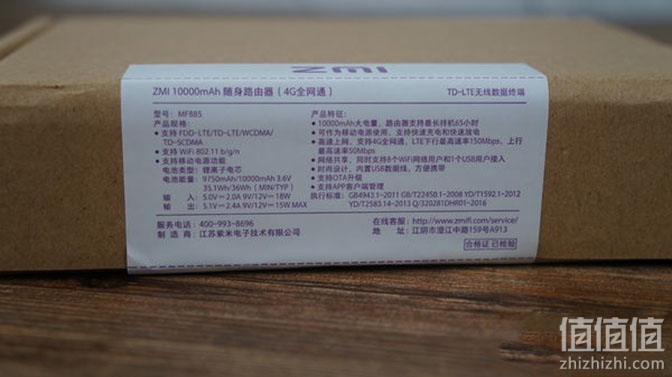 ZMI
ZMI 10000mAh 随身路由器（4G全网通）
TD-LTE无线数据终端
产品型号：MF885
产品规格：
• 支持 FDD-LTE/TD-LTE/WCDMA/
TD-SCDMA
• 支持 WiFi 802.11 b/g/n
• 支持移动电源功能
电池类型：锂离子电芯
电池能量：9750mAh/10000mAh 3.6V
35.1Wh/36Wh（MIN/TYP）
输 入：5.0V=2.0A 9V/12V=18W
输 出：5.1V=2.4A 9V/12V=15W MAX
产品特征：
• 10000mAh大电量，路由器支持最长待机65小时
• 可作为移动电源使用，支持快速充电和快速放电
• 高速上网，支持4G全网通，LTE下行最高速率150Mbps，上行
最高速率50Mbps
• 网络共享，同时支持8个WiFi网络用户和1个USB用户接入
• 时尚设计，内置USB数据线，方便携带
• 支持OTA升级
• 支持APP客户端管理
执行标准：GB4943.1-2011 GB/T22450.1-2008 YD/T1592.1-2012
YD/T2583.14-2013 Q/320281DHR01-2016
服务电话：400-993-8696
制 造 商：江苏紫米电子技术有限公司
在线客服：http://www.zmifi.com/service/
地 址：江阴市澄江中路159号A913
合格证 已检验
值值值
zhizhizhi.com